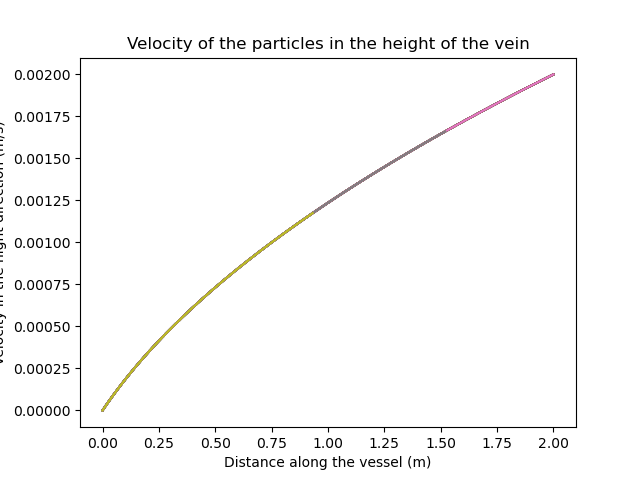 Velocity of the particles in the height of the vein
0.00200
0.00175
0.00150
0.00125
0.00100
0.00075
0.00050
0.00025
0.00000
Velocity in the direction (m/s)
0.00 0.25 0.50 0.75 1.00 1.25 1.50 1.75 2.00
Distance along the vessel (m)